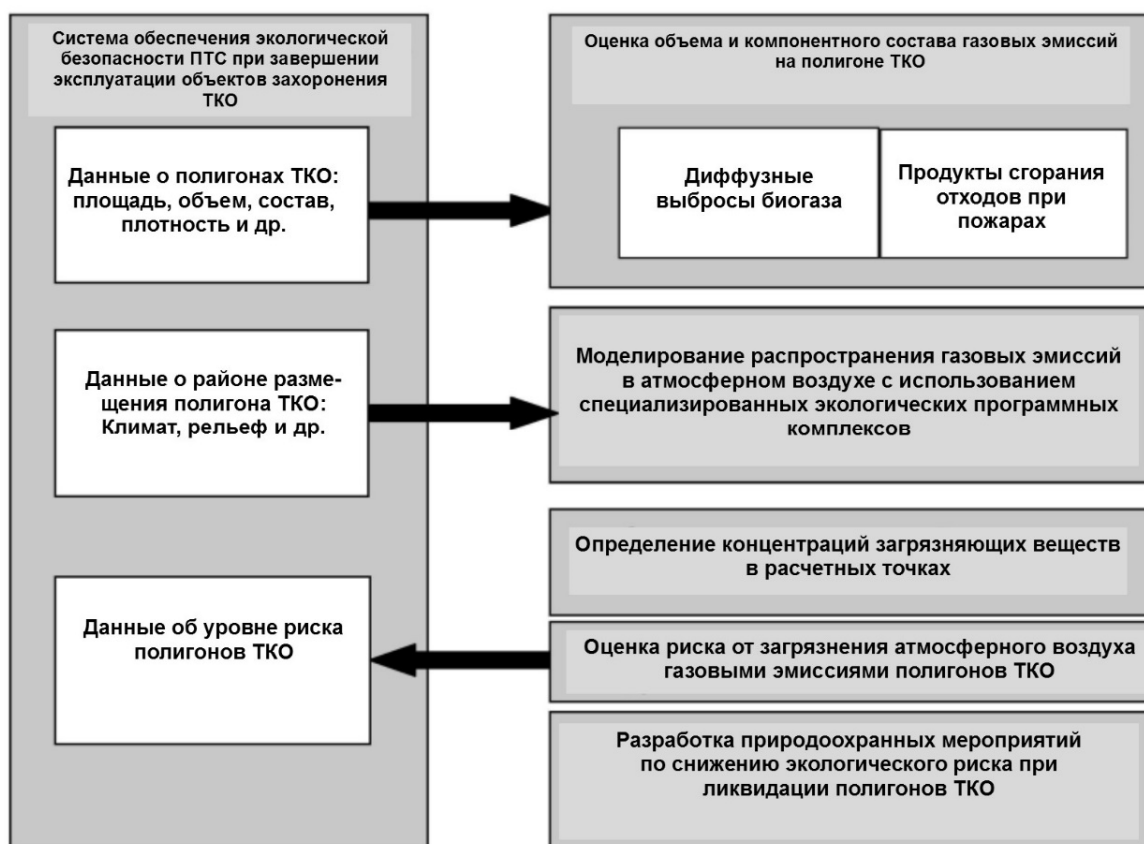 Система обеспечения экологической
безопасности ПТС при завершении
эксплуатации объектов захоронения
ТКО
Данные о полигонах ТКО:
площадь, объем, состав,
плотность и др.
Данные о районе разме-
щения полигона ТКО:
Климат, рельеф и др.
Данные об уровне риска
полигонов ТКО
Оценка объема и компонентного состава газовых эмиссий
на полигоне ТКО
Диффузные
выбросы биогаза
Продукты сгорания
отходов при
пожарах
Моделирование распространения газовых эмиссий
в атмосферном воздухе с использованием
специализированных экологических программных
комплексов
Определение концентраций загрязняющих веществ
в расчетных точках
Оценка риска от загрязнения атмосферного воздуха
газовыми эмиссиями полигонов ТКО
Разработка природоохранных мероприятий
по снижению экологического риска при
ликвидации полигонов ТКО